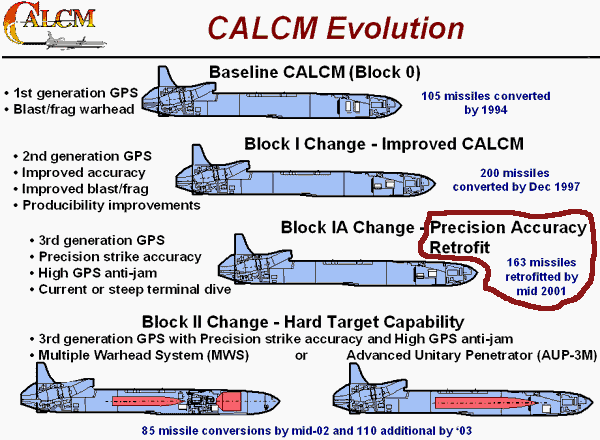 CALCM
CALCM Evolution
Baseline CALCM (Block 0)
• 1st generation GPS
• Blast/frag warhead
105 missiles converted
by 1994
Block I Change - Improved CALCM
• 2nd generation GPS
• Improved accuracy
• Improved blast/frag
• Producibility improvements
200 missiles
converted by Dec 1997
Block IA Change - Precision Accuracy
Retrofit
• 3rd generation GPS
• Precision strike accuracy
• High GPS anti-jam
• Current or steep terminal dive
163 missiles
retrofitted by
mid 2001
Block II Change - Hard Target Capability
• 3rd generation GPS with Precision strike accuracy and High GPS anti-jam
• Multiple Warhead System (MWS) or Advanced Unitary Penetrator (AUP-3M)
85 missile conversions by mid-02 and 110 additional by ‘03